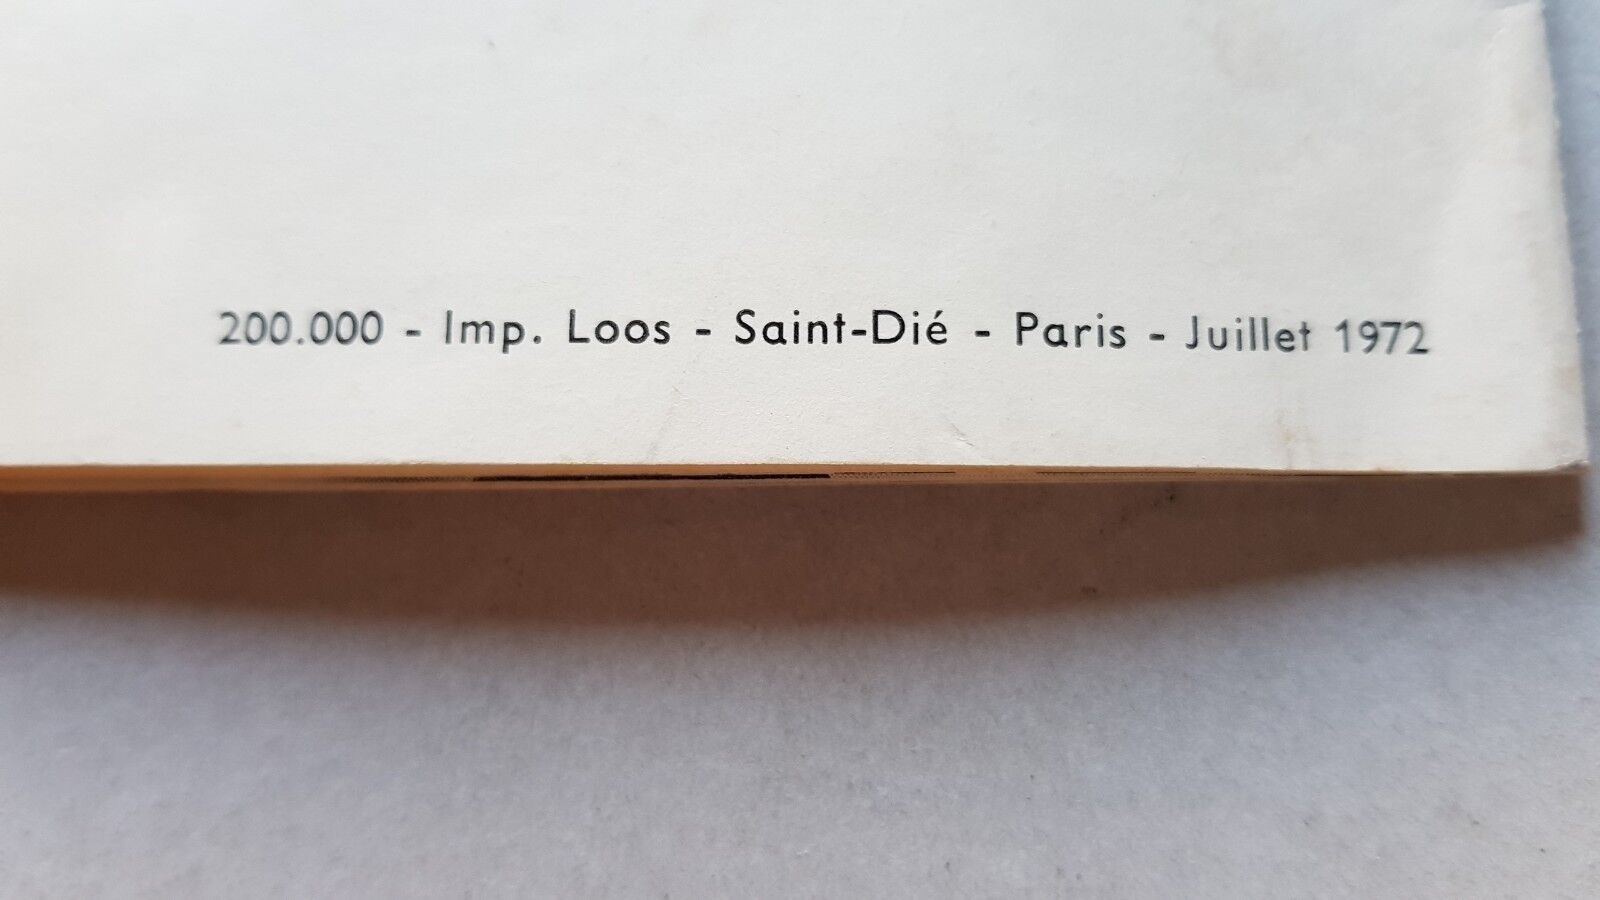 200.000 - Imp. Loos - Saint-Dié - Paris - Juillet 1972